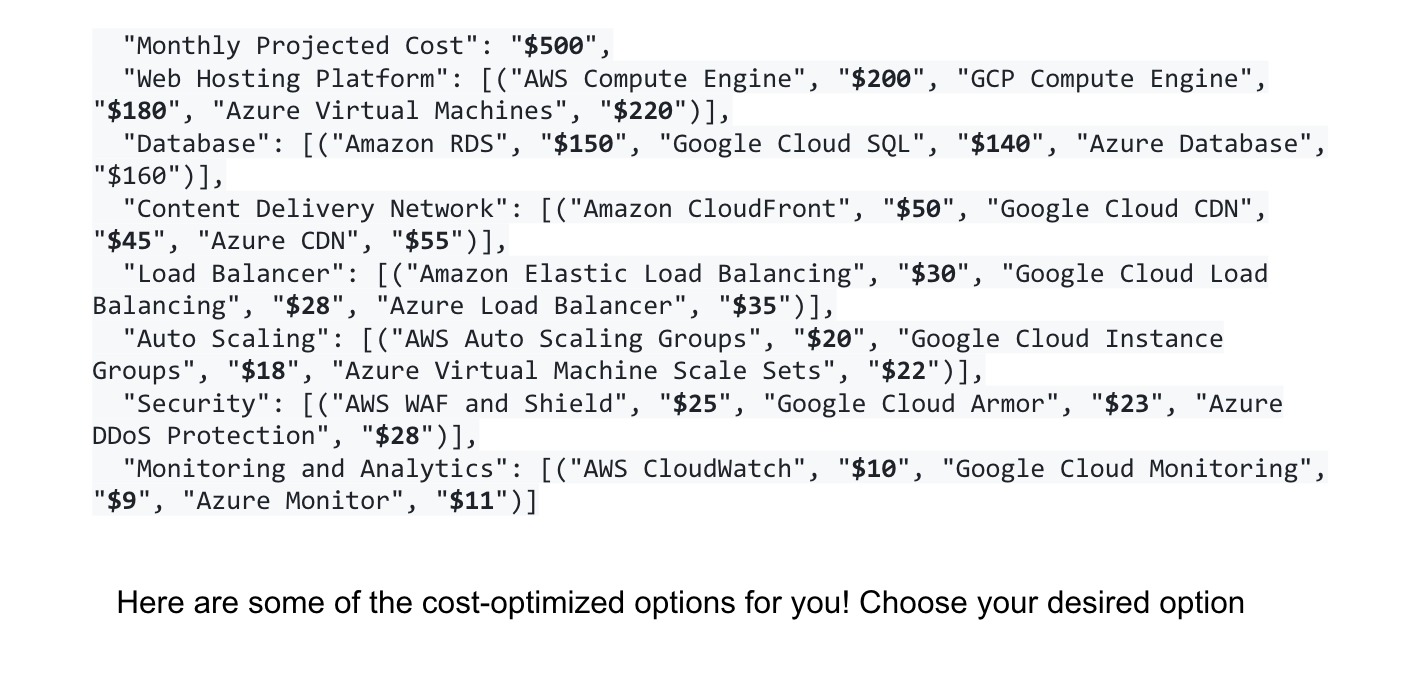 "Monthly Projected Cost": "$500",
"Web Hosting Platform": [("AWS Compute Engine", "$200", "GCP Compute Engine",
"$180", "Azure Virtual Machines", "$220")],
"Database": [("Amazon RDS", "$150", "Google Cloud SQL", "$140", "Azure Database",
"$160")],
"Content Delivery Network": [("Amazon CloudFront", "$50", "Google Cloud CDN",
"$45", "Azure CDN", "$55")],
"Load Balancer": [("Amazon Elastic Load Balancing", "$30", "Google Cloud Load
Balancing", "$28", "Azure Load Balancer", "$35")],
"Auto Scaling": [("AWS Auto Scaling Groups", "$20", "Google Cloud Instance
Groups", "$18", "Azure Virtual Machine Scale Sets", "$22")],
"Security": [("AWS WAF and Shield", "$25", "Google Cloud Armor", "$23", "Azure
DDoS Protection", "$28")],
"Monitoring and Analytics": [("AWS CloudWatch", "$10", "Google Cloud Monitoring",
"$9", "Azure Monitor", "$11")]
Here are some of the cost-optimized options for you! Choose your desired option